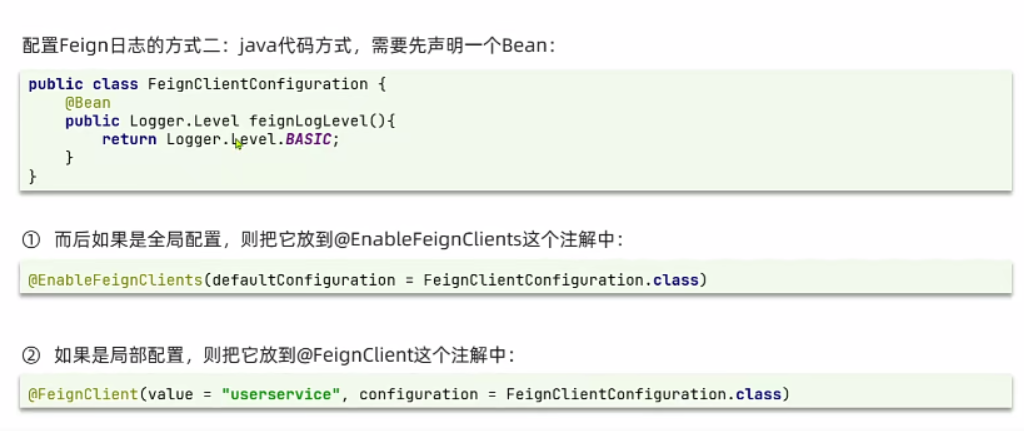 配置Feign日志的方式二：java代码方式，需要先声明一个Bean：
public class FeignClientConfiguration {
    @Bean
    public Logger.Level feignLogLevel(){
        return Logger.Level.BASIC;
    }
}
① 而后如果是全局配置，则把它放到@EnableFeignClients这个注解中：
@EnableFeignClients(defaultConfiguration = FeignClientConfiguration.class)
② 如果是局部配置，则把它放到@FeignClient这个注解中：
@FeignClient(value = "userservice", configuration = FeignClientConfiguration.class)